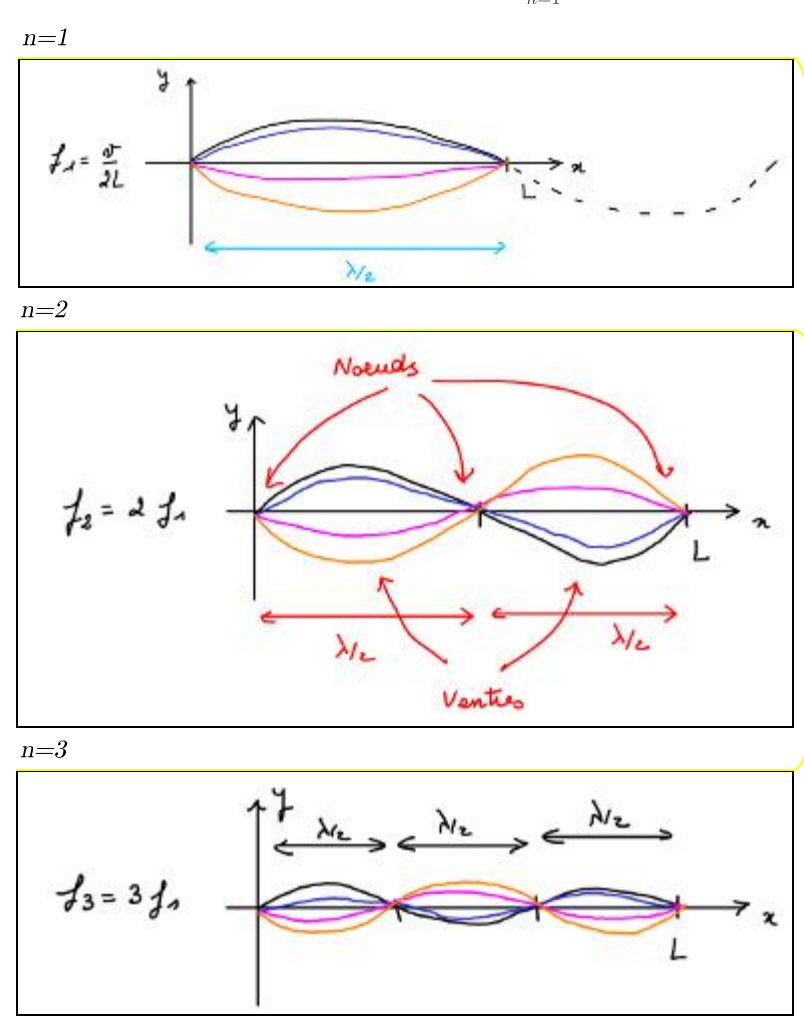 n=1
n=1
y
f₁ = v/2L
x
L
λ/2
n=2
Noeuds
y
f₂ = 2 f₁
x
L
λ/2
λ/2
Ventres
n=3
y
λ/2
λ/2
λ/2
f₃ = 3 f₁
x
L